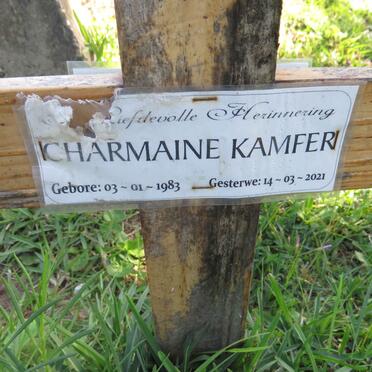 Liefdevolle Herinnering
CHARMAINE KAMFER
Gebore: 03 ~ 01 ~ 1983 Gesterwe: 14 ~ 03 ~ 2021